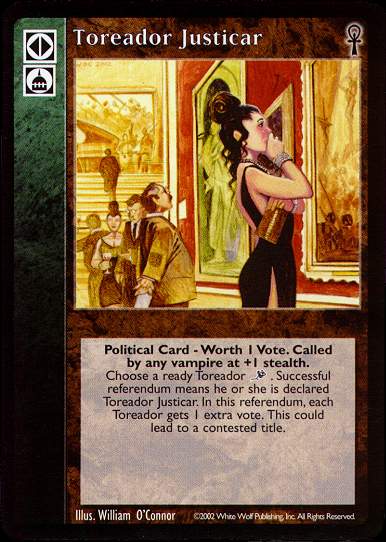 Toreador Justicar
Political Card - Worth 1 Vote. Called
by any vampire at +1 stealth.
Choose a ready Toreador . Successful
referendum means he or she is declared
Toreador Justicar. In this referendum, each
Toreador gets 1 extra vote. This could
lead to a contested title.
Illus. William O'Connor
©2002 White Wolf Publishing, Inc. All Rights Reserved.